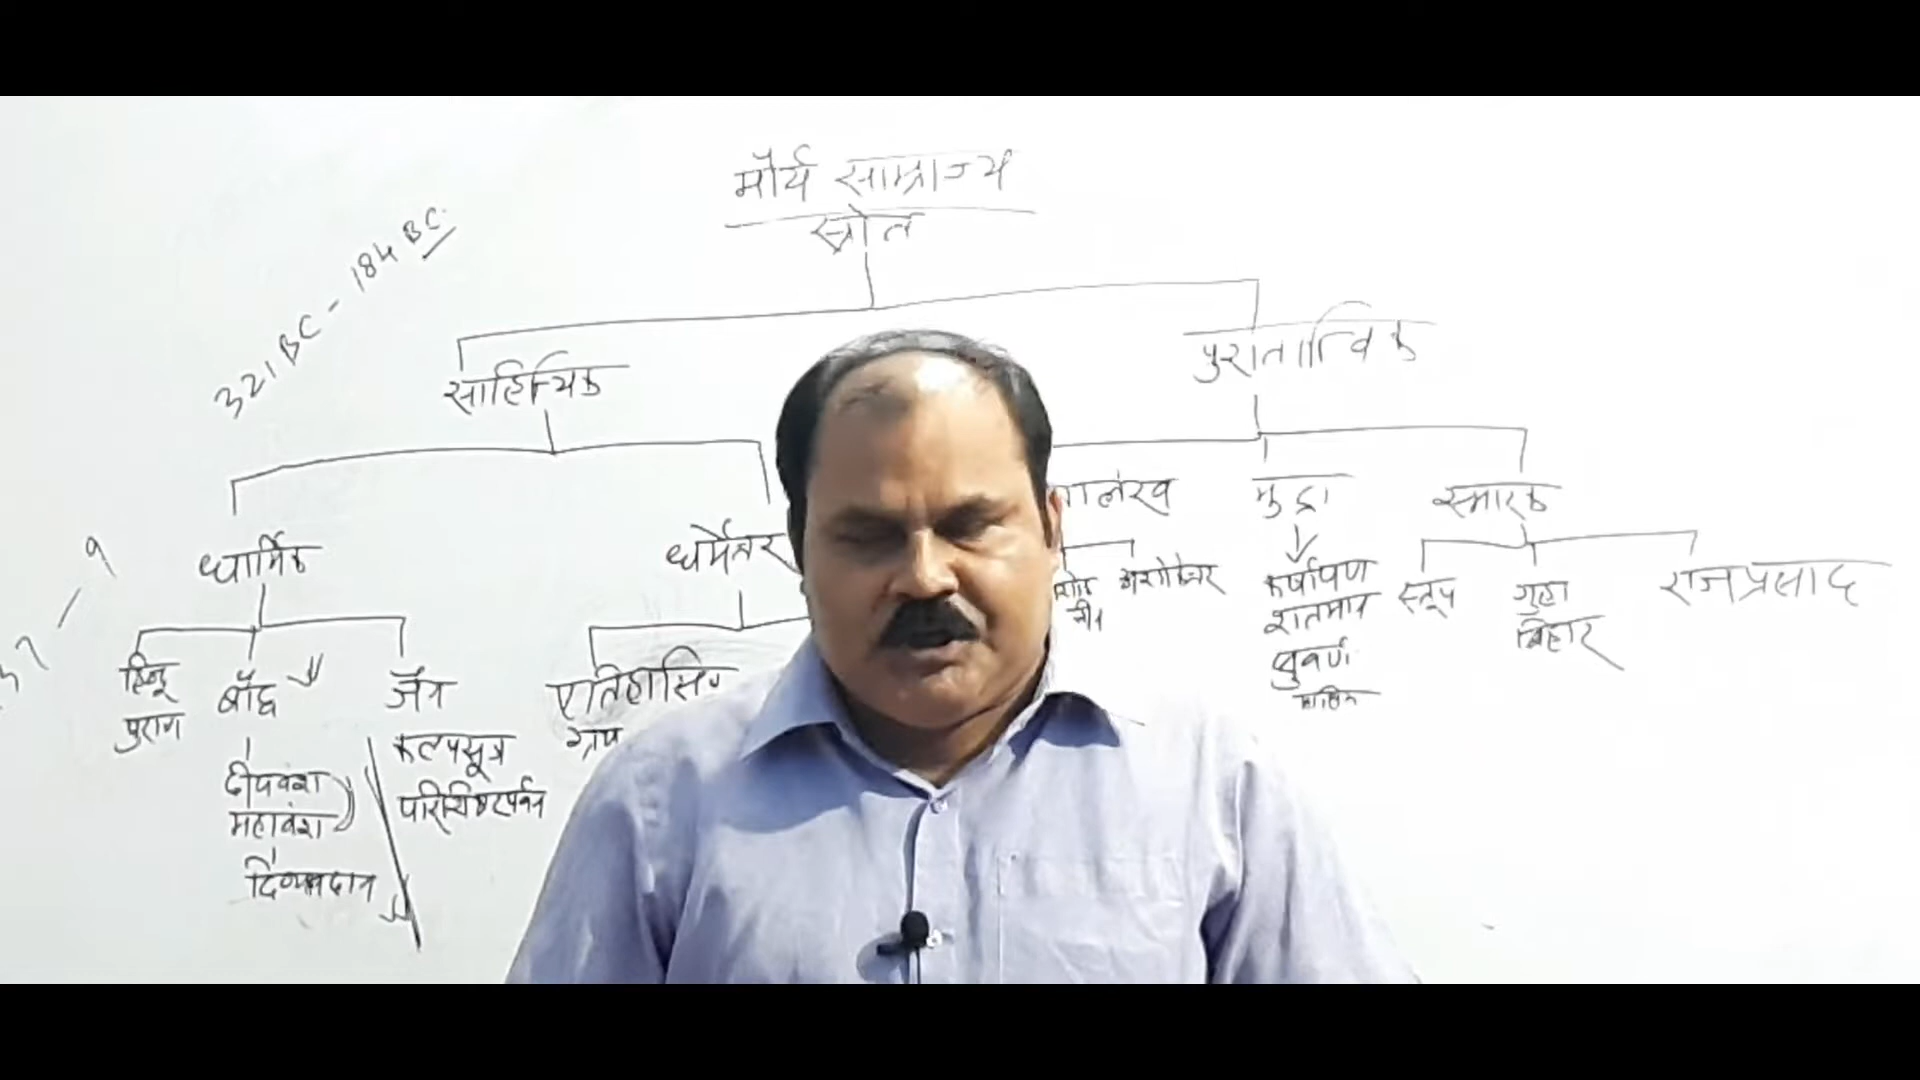 मौर्य साम्राज्य
स्त्रोत
321 BC - 184 BC
साहित्यिक
पुरातात्विक
धार्मिक
धर्मेत्तर
मुद्रा
स्मारक
हिन्दू
पुराण
बौद्ध
जैन
ऐतिहासिक
ग्रंथ
कर्षापण
शतमान
सुवर्ण
स्तूप
गुहा
बिहार
राजप्रसाद
दीपवंश
महावंश
दिव्यावदान
कल्पसूत्र
परिशिष्टपर्वन